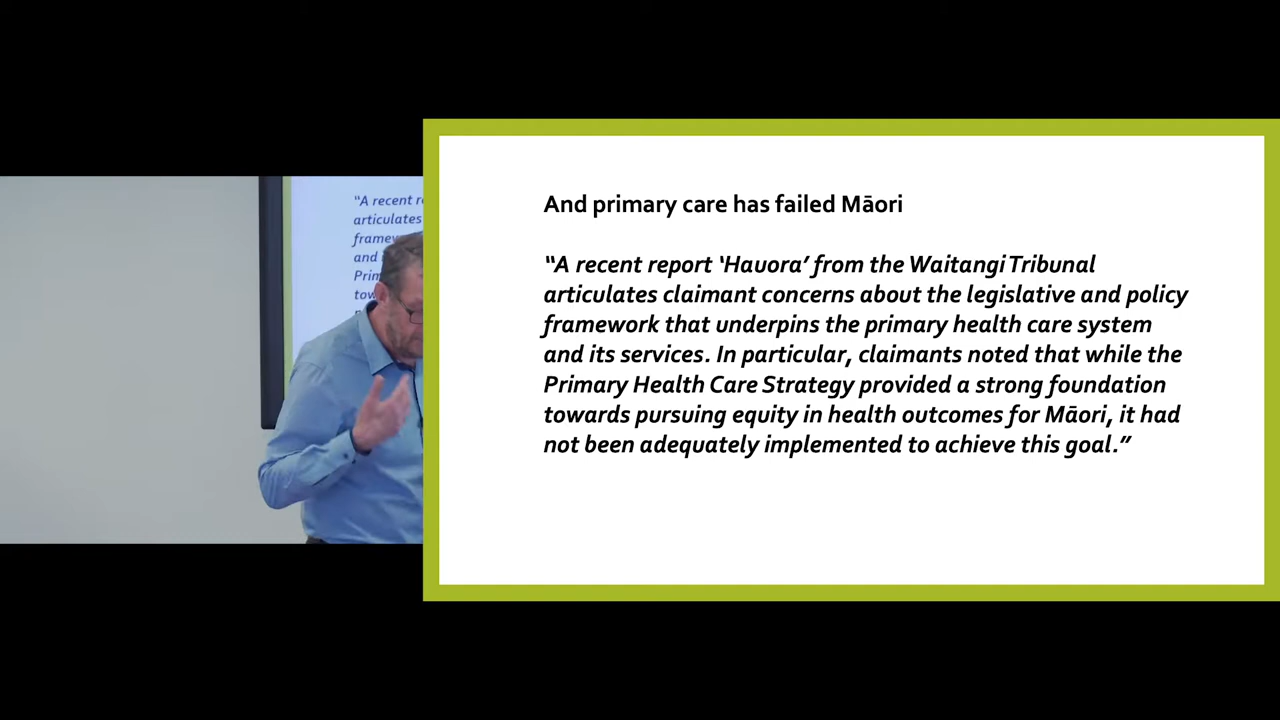 And primary care has failed Māori
“A recent report ‘Hauora’ from the Waitangi Tribunal
articulates claimant concerns about the legislative and policy
framework that underpins the primary health care system
and its services. In particular, claimants noted that while the
Primary Health Care Strategy provided a strong foundation
towards pursuing equity in health outcomes for Māori, it had
not been adequately implemented to achieve this goal.”
“A recent
articulates
and